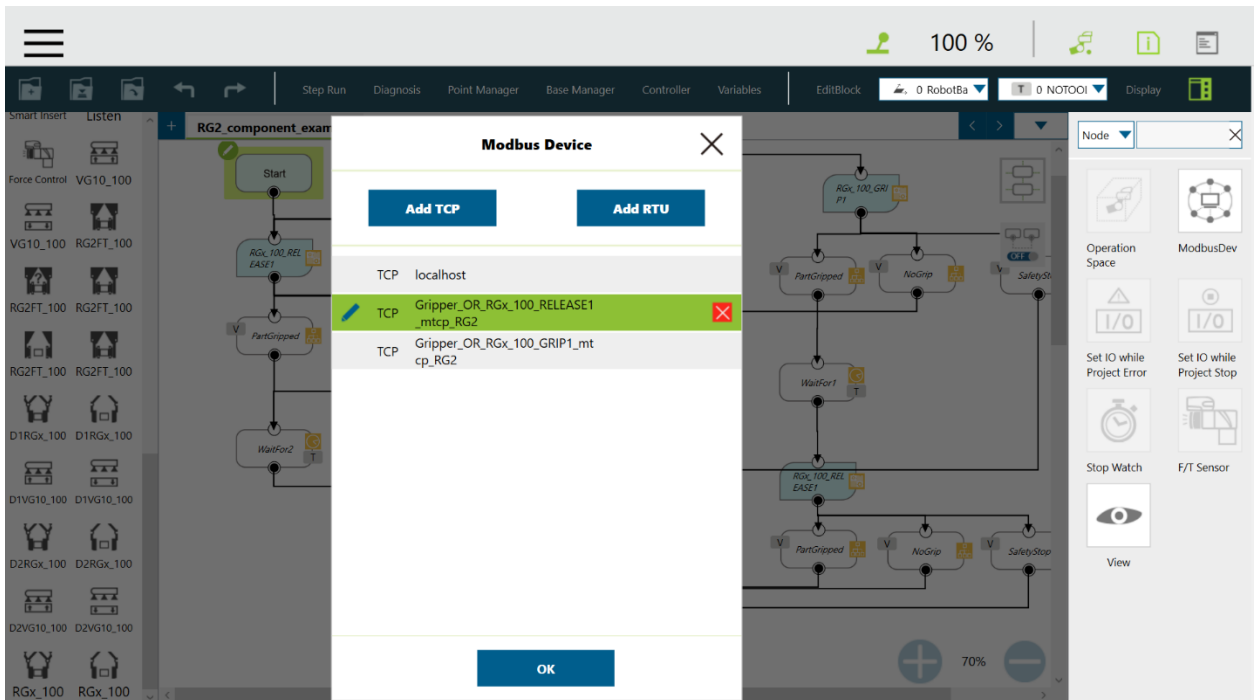 100 %
Step Run Diagnosis Point Manager Base Manager Controller Variables EditBlock 0 RobotBa T 0 NOTOOl Display
Smart Insert Listen
Force Control VG10_100
VG10_100 RG2FT_100
RG2FT_100 RG2FT_100
RG2FT_100 RG2FT_100
D1RGx_100 D1RGx_100
D1VG10_100 D1VG10_100
D2RGx_100 D2RGx_100
D2VG10_100 D2VG10_100
RGx_100 RGx_100
+ RG2_component_exam
Start
RGx_100_REL
EASE1
V PartGripped
WaitFor2
T
Modbus Device
Add TCP Add RTU
TCP localhost
TCP Gripper_OR_RGx_100_RELEASE1
_mtcp_RG2
TCP Gripper_OR_RGx_100_GRIP1_mt
cp_RG2
OK
RGx_100_GRI
P1
OFF
V PartGripped V NoGrip V SafetySt
WaitFor1
T
RGx_100_REL
EASE1
V PartGripped V NoGrip V SafetyStop
70%
Node
Operation
Space
ModbusDev
I/O I/O
Set IO while
Project Error
Set IO while
Project Stop
Stop Watch F/T Sensor
View